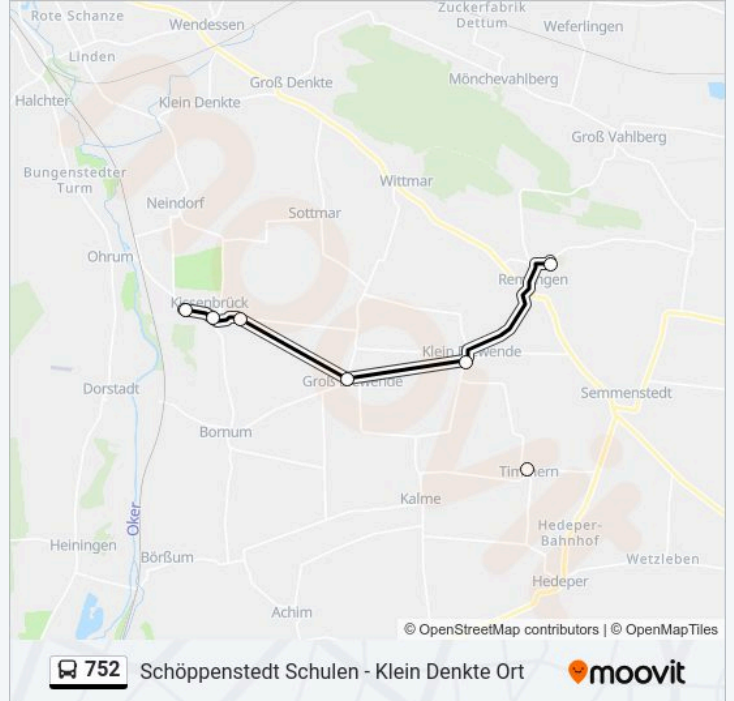 Rote Schanze
Wendessen
Zuckerfabrik
Dettum
Weferlingen
Linden
Groß Denkte
Mönchevahlberg
Halchter
Klein Denkte
Groß Vahlberg
Bungenstedter
Turm
Wittmar
Neindorf
Sottmar
Ohrum
Remlingen
Kissenbrück
Klein Biewende
Groß Biewende
Dorstadt
Semmenstedt
Bornum
Timmern
Kalme
Oker
Hedeper-
Bahnhof
Heiningen
Börßum
Wetzleben
Hedeper
Achim
moovit
© OpenStreetMap contributors | © OpenMapTiles
752 Schöppenstedt Schulen - Klein Denkte Ort moovit